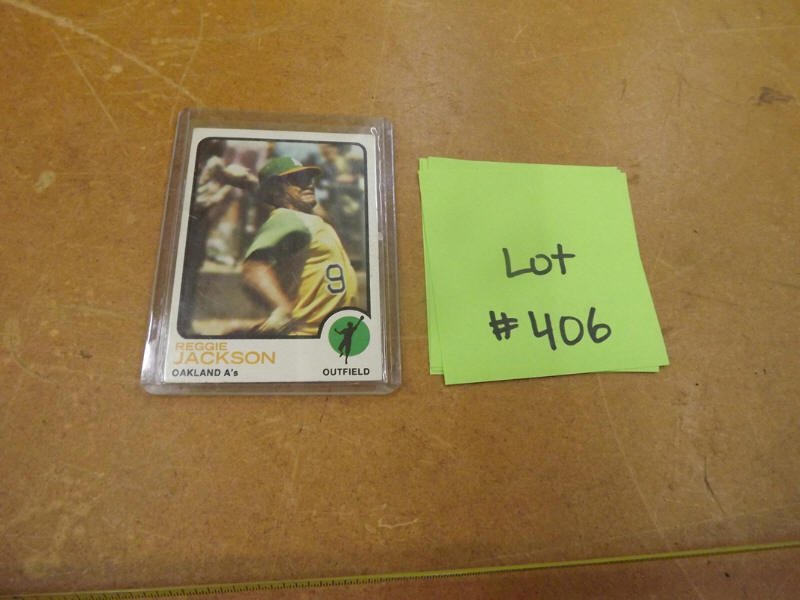 9
REGGIE
JACKSON
OAKLAND A's
OUTFIELD
Lot
#406